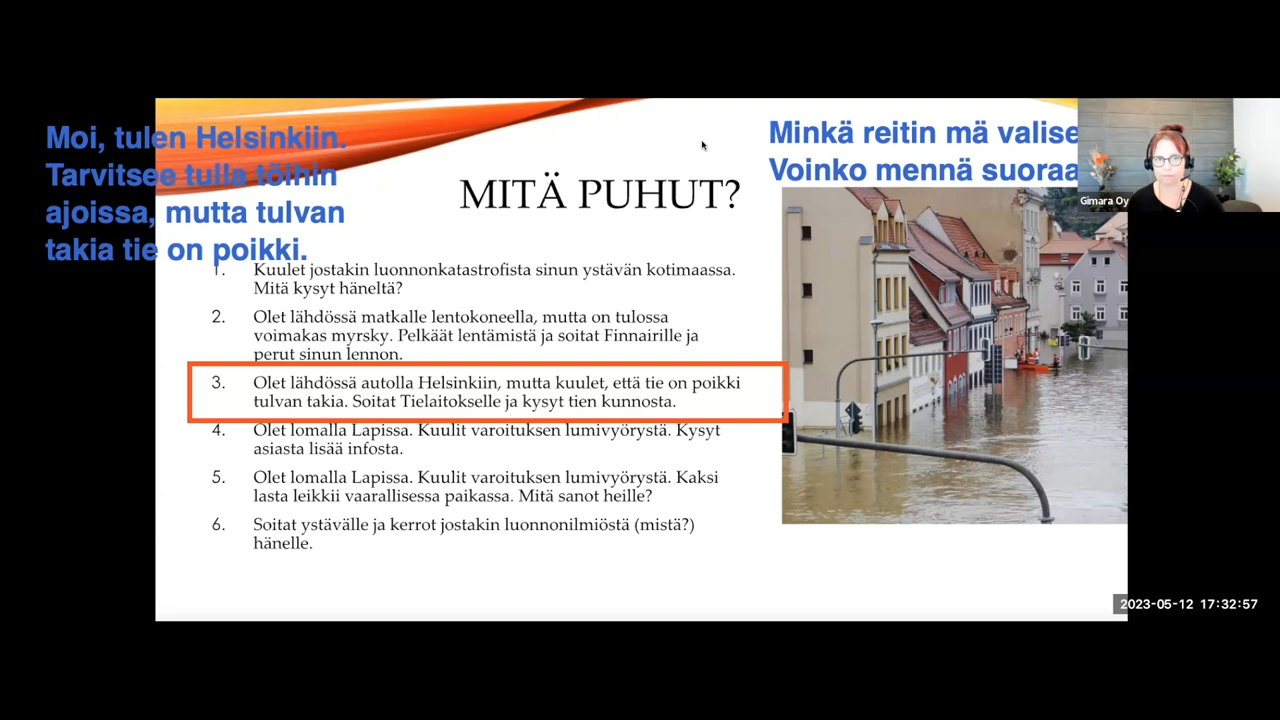 Moi, tulen Helsinkiin.
Tarvitsee tulla töihin
ajoissa, mutta tulvan
takia tie on poikki.
Minkä reitin mä valise
Voinko mennä suoraa
Gimara Oy
MITÄ PUHUT?
1. Kuulet jostakin luonnonkatastrofista sinun ystävän kotimaassa.
Mitä kysyt häneltä?
2. Olet lähdössä matkalle lentokoneella, mutta on tulossa
voimakas myrsky. Pelkäät lentämistä ja soitat Finnairille ja
perut sinun lennon.
3. Olet lähdössä autolla Helsinkiin, mutta kuulet, että tie on poikki
tulvan takia. Soitat Tielaitokselle ja kysyt tien kunnosta.
4. Olet lomalla Lapissa. Kuulit varoituksen lumivyörystä. Kysyt
asiasta lisää infosta.
5. Olet lomalla Lapissa. Kuulit varoituksen lumivyörystä. Kaksi
lasta leikkii vaarallisessa paikassa. Mitä sanot heille?
6. Soitat ystävälle ja kerrot jostakin luonnonilmiöstä (mistä?)
hänelle.
2023-05-12 17:32:57